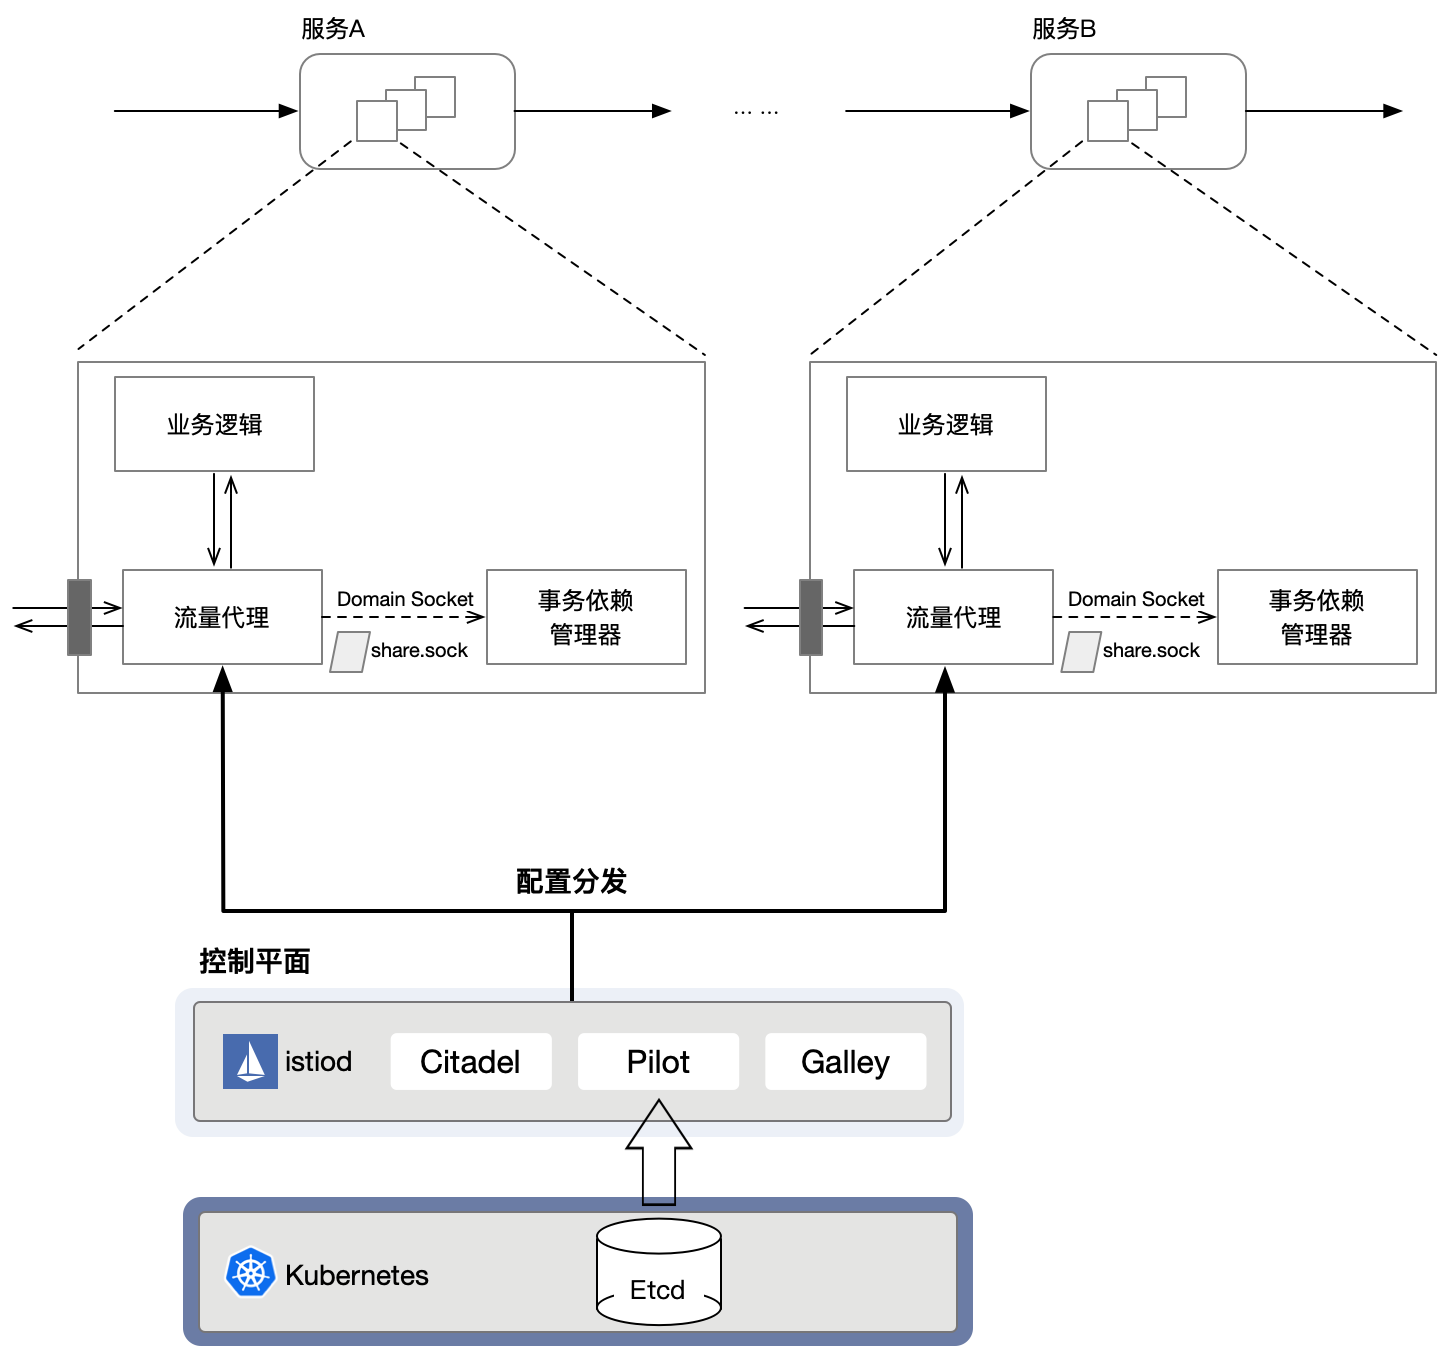 服务A
服务B
... ...
业务逻辑
业务逻辑
流量代理
Domain Socket
share.sock
事务依赖
管理器
流量代理
Domain Socket
share.sock
事务依赖
管理器
配置分发
控制平面
istiod
Citadel
Pilot
Galley
Kubernetes
Etcd